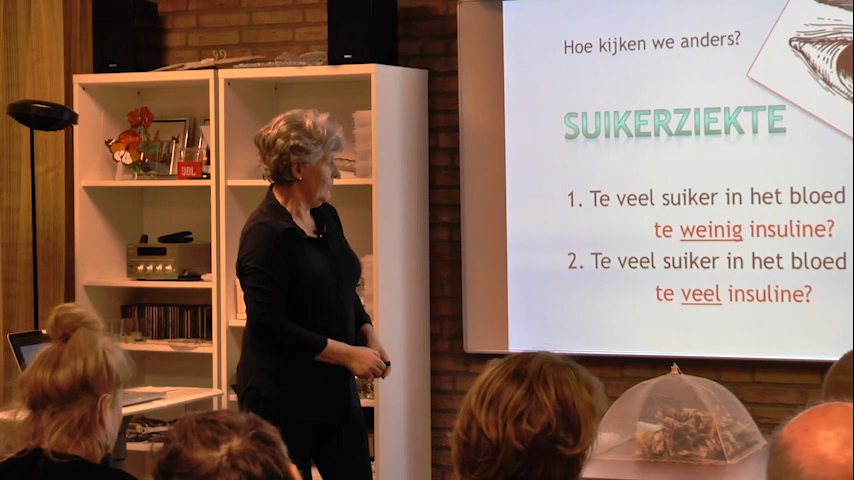 Hoe kijken we anders?
SUIKERZIEKTE
1. Te veel suiker in het bloed
te weinig insuline?
2. Te veel suiker in het bloed
te veel insuline?
JBL